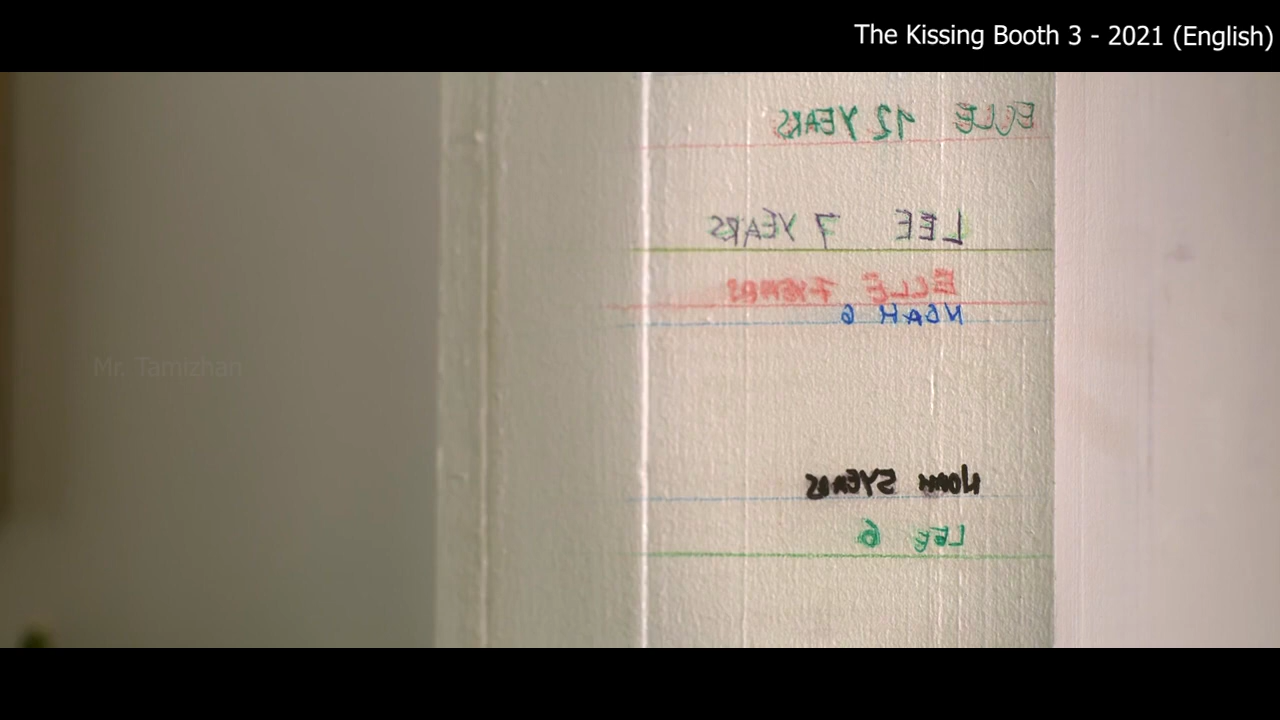 The Kissing Booth 3 - 2021 (English)
ELLE 12 YEARS
LEE 7 YEARS
ELLE 7 YEARS
NOAH 6
Mr. Tamizhan
NOAH 5 YEARS
LEE 6